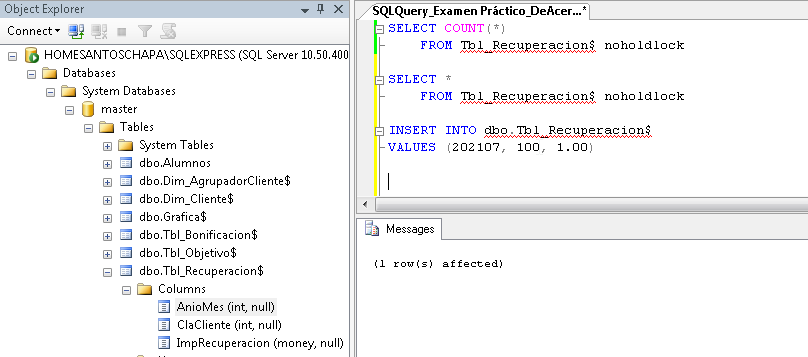 Object Explorer
Connect
HOMESANTOSCHAPA\SQLEXPRESS (SQL Server 10.50.400
Databases
System Databases
master
Tables
System Tables
dbo.Alumnos
dbo.Dim_AgrupadorCliente$
dbo.Dim_Cliente$
dbo.Grafica$
dbo.Tbl_Bonificacion$
dbo.Tbl_Objetivo$
dbo.Tbl_Recuperacion$
Columns
AnioMes (int, null)
ClaCliente (int, null)
ImpRecuperacion (money, null)
SQLQuery_Examen Práctico_DeAcer...*
SELECT COUNT(*)
FROM Tbl_Recuperacion$ noholdlock
SELECT *
FROM Tbl_Recuperacion$ noholdlock
INSERT INTO dbo.Tbl_Recuperacion$
VALUES (202107, 100, 1.00)
Messages
(1 row(s) affected)